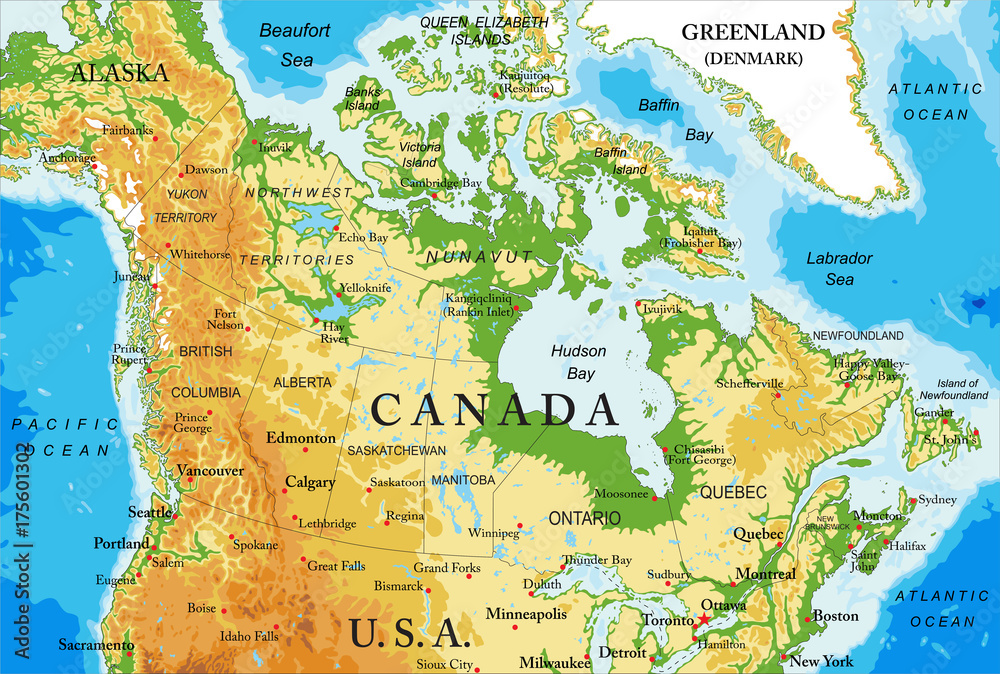 Beaufort
Sea
QUEEN ELIZABETH
ISLANDS
GREENLAND
(DENMARK)
ALASKA
Kaujuitoq
(Resolute)
ATLANTIC
OCEAN
Banks
Island
Baffin
Bay
Fairbanks
Inuvik
Victoria
Island
Baffin
Island
Anchorage
Dawson
Cambridge Bay
YUKON
TERRITORY
NORTHWEST
TERRITORIES
Echo Bay
Iqaluit
(Frobisher Bay)
Whitehorse
NUNAVUT
Labrador
Sea
Juneau
Yelloknife
Kangiqcliniq
(Rankin Inlet)
Ivujivik
Fort
Nelson
Hay
River
NEWFOUNDLAND
Prince
Rupert
BRITISH
COLUMBIA
Hudson
Bay
Happy Valley-
Goose Bay
ALBERTA
Schefferville
Island of
Newfoundland
CANADA
Gander
PACIFIC
OCEAN
Prince
George
Edmonton
St. John's
SASKATCHEWAN
Chisasibi
(Fort George)
Vancouver
Calgary
Saskatoon
MANITOBA
Moosonee
QUEBEC
Sydney
Seattle
Lethbridge
Regina
Winnipeg
ONTARIO
NEW
BRUNSWICK
Moncton
Quebec
Portland
Spokane
Halifax
Salem
Great Falls
Grand Forks
Thunder Bay
Saint
John
Eugene
Bismarck
Duluth
Sudbury
Montreal
Boise
Minneapolis
Ottawa
ATLANTIC
OCEAN
Idaho Falls
U.S.A.
Toronto
Boston
Sacramento
Hamilton
Sioux City
Milwaukee
Detroit
New York
Adobe Stock | #175601302
Adobe Stock